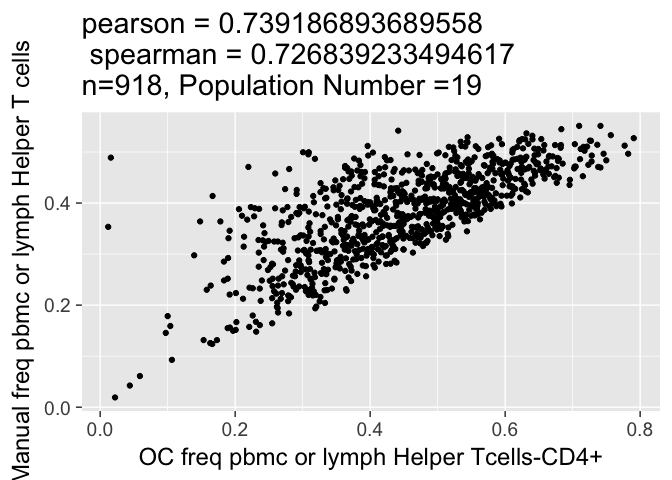 pearson = 0.739186893689558
spearman = 0.726839233494617
n=918, Population Number =19
Manual freq pbmc or lymph Helper T cells
0.4
0.2
0.0
0.0 0.2 0.4 0.6 0.8
OC freq pbmc or lymph Helper Tcells-CD4+